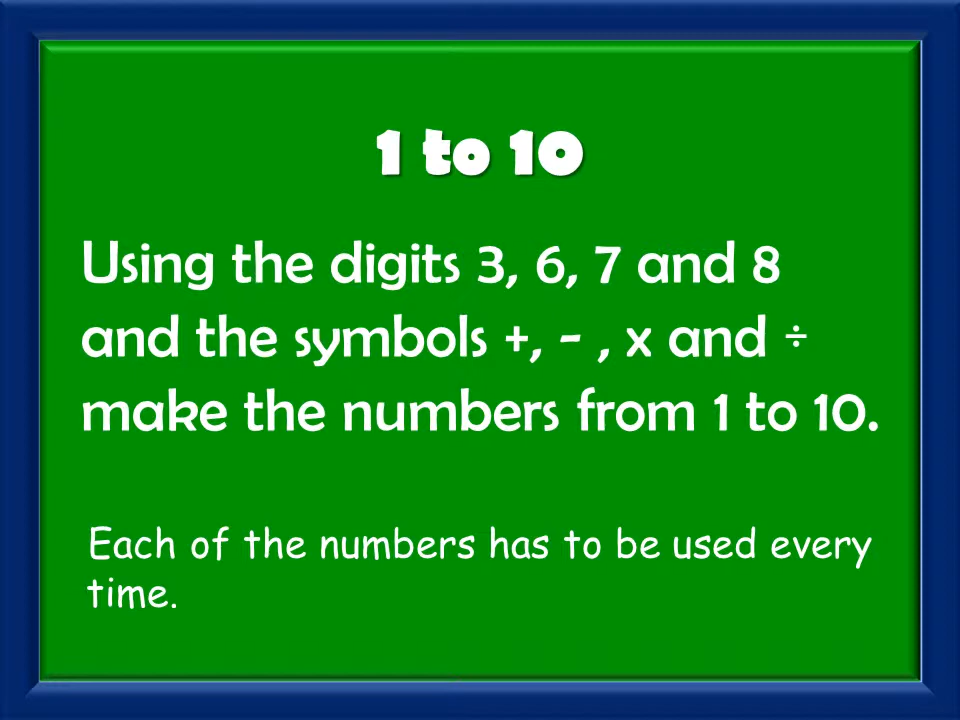 1 to 10
Using the digits 3, 6, 7 and 8
and the symbols +, - , x and ÷
make the numbers from 1 to 10.
Each of the numbers has to be used every
time.